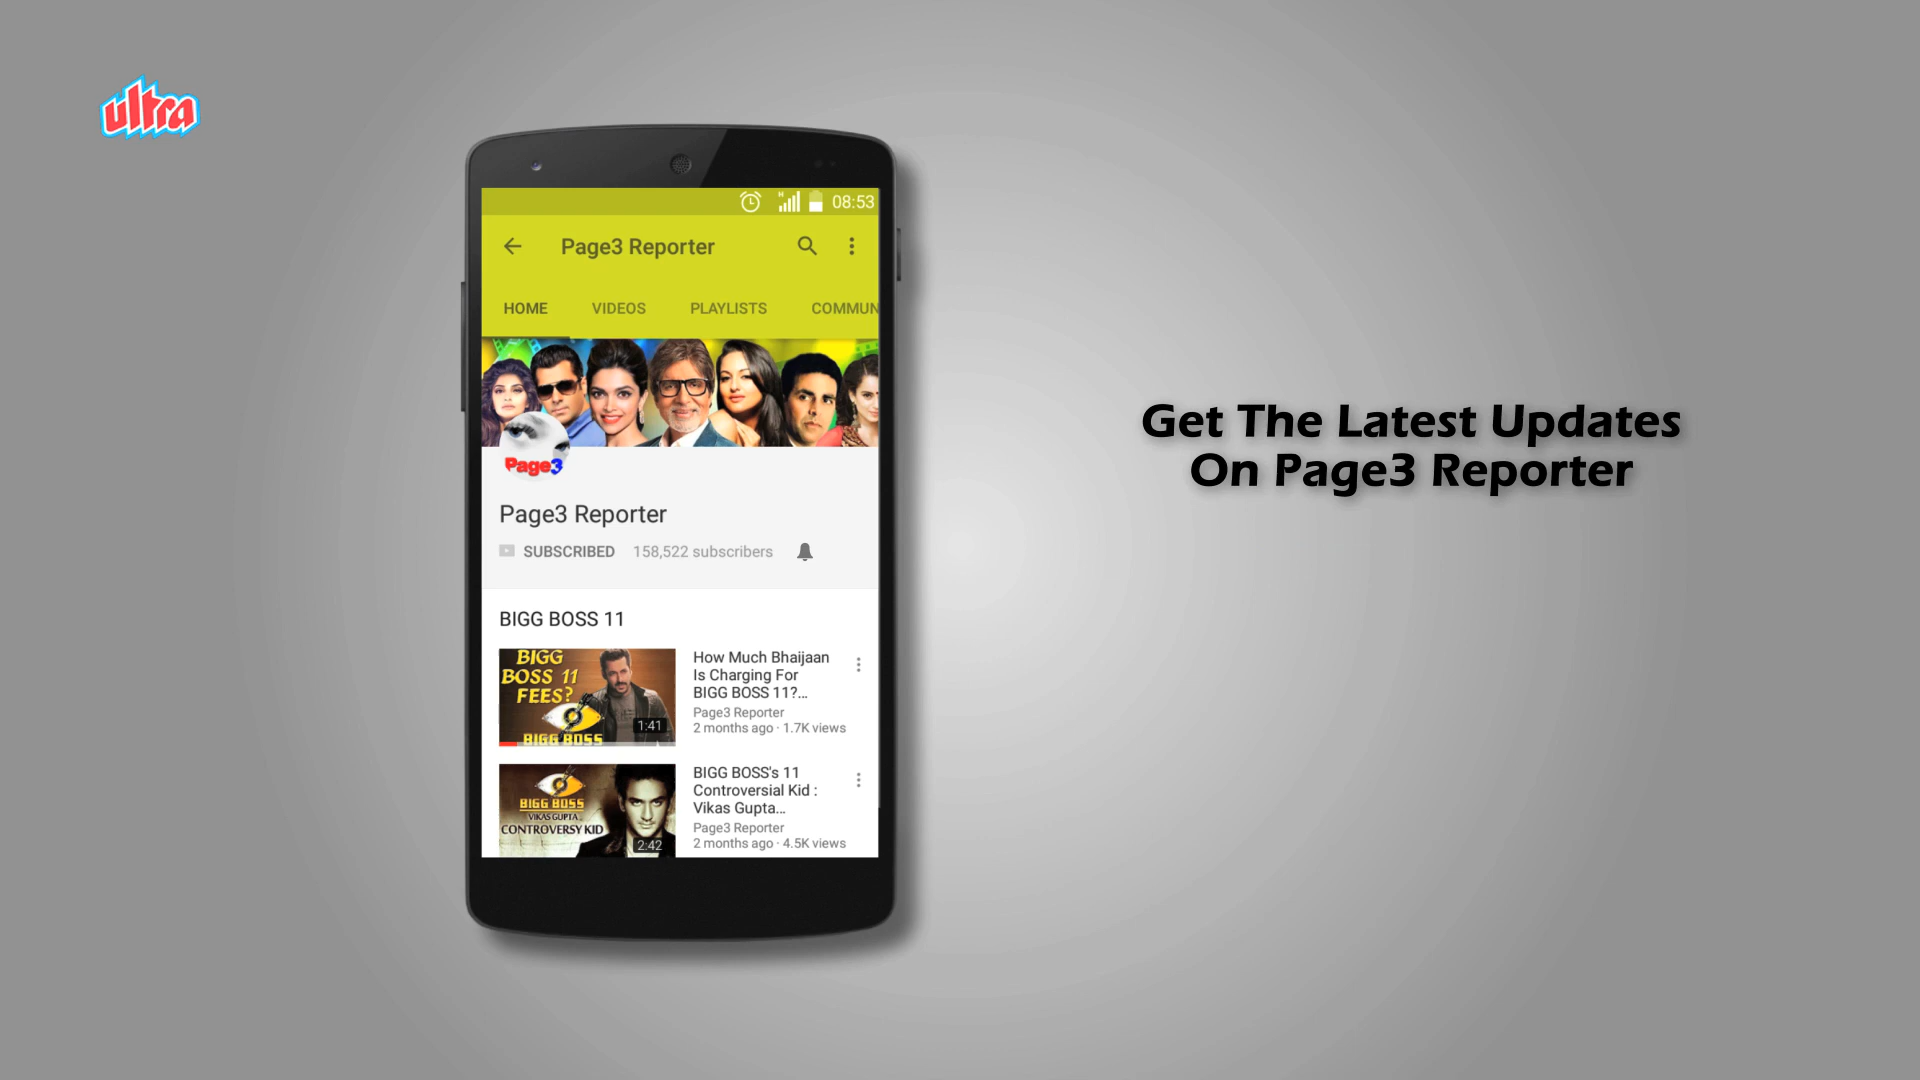 ultra
08:53
Page3 Reporter
HOME VIDEOS PLAYLISTS COMMUN
Page3
Page3 Reporter
SUBSCRIBED 158,522 subscribers
BIGG BOSS 11
BIGG
BOSS 11
FEES?
BIGG BOSS
1:41
How Much Bhaijaan
Is Charging For
BIGG BOSS 11?...
Page3 Reporter
2 months ago · 1.7K views
BIGG BOSS
VIKAS GUPTA
CONTROVERSY KID
2:42
BIGG BOSS's 11
Controversial Kid :
Vikas Gupta...
Page3 Reporter
2 months ago · 4.5K views
Get The Latest Updates
On Page3 Reporter